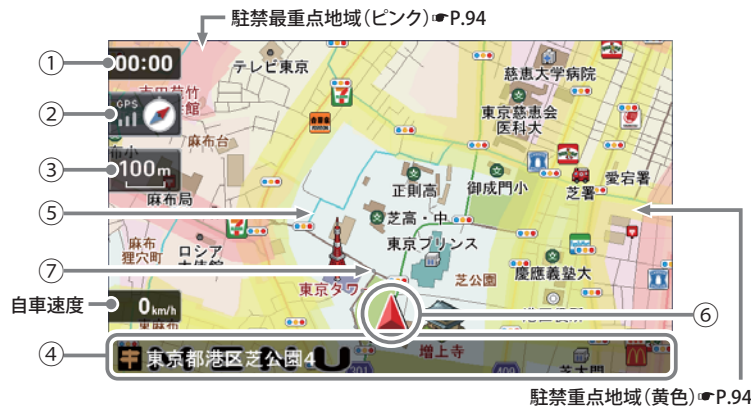 駐禁最重点地域（ピンク）☛P.94
①
00:00
テレビ東京
慈恵大学病院
②
GPS
東京慈恵会
医科大
麻布台
③
100m
麻布局
正則高
御成門小
芝署
愛宕署
⑤
芝高・中
麻布
狸穴町
ロシア
東京プリンス
⑦
東京タワー
芝公園
慶應義塾大
自車速度
0km/h
⑥
④
東京都港区芝公園4
MENU
増上寺
芝大門
301
409
駐禁重点地域（黄色）☛P.94